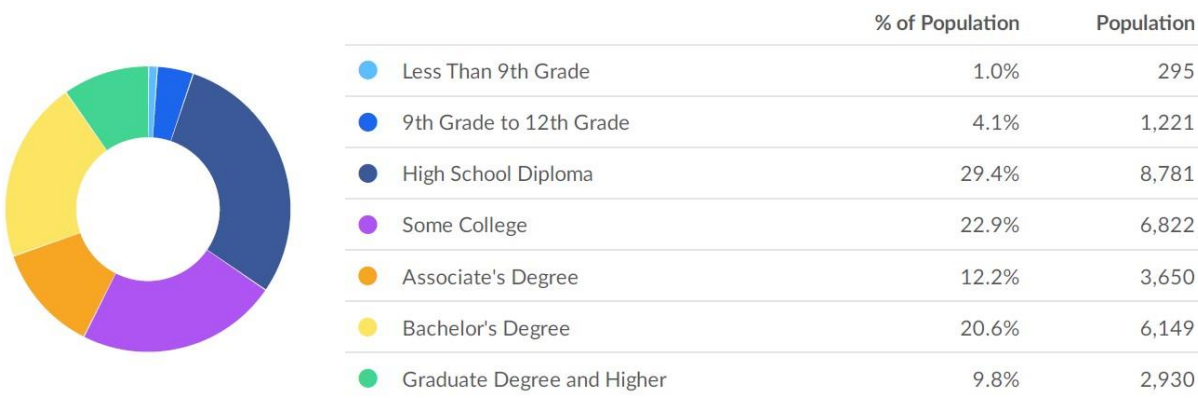 % of Population Population
Less Than 9th Grade 1.0% 295
9th Grade to 12th Grade 4.1% 1,221
High School Diploma 29.4% 8,781
Some College 22.9% 6,822
Associate's Degree 12.2% 3,650
Bachelor's Degree 20.6% 6,149
Graduate Degree and Higher 9.8% 2,930